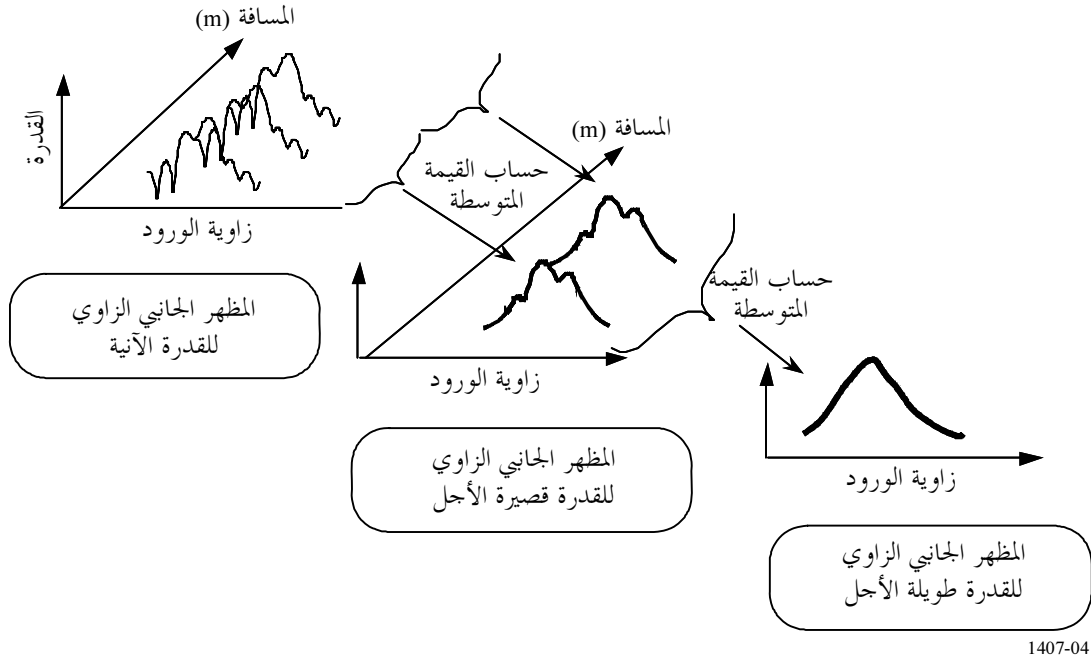 المسافة (m)
القدرة
زاوية الورود
المظهر الجانبي الزاوي
للقدرة الآنية
المسافة (m)
حساب القيمة
المتوسطة
زاوية الورود
المظهر الجانبي الزاوي
للقدرة قصيرة الأجل
حساب القيمة
المتوسطة
زاوية الورود
المظهر الجانبي الزاوي
للقدرة طويلة الأجل
1407-04